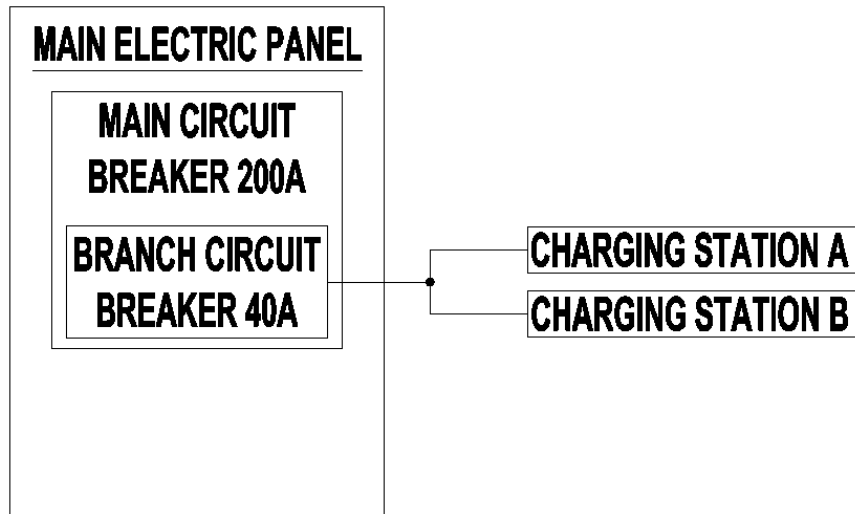 MAIN ELECTRIC PANEL
MAIN CIRCUIT
BREAKER 200A
BRANCH CIRCUIT
BREAKER 40A
CHARGING STATION A
CHARGING STATION B